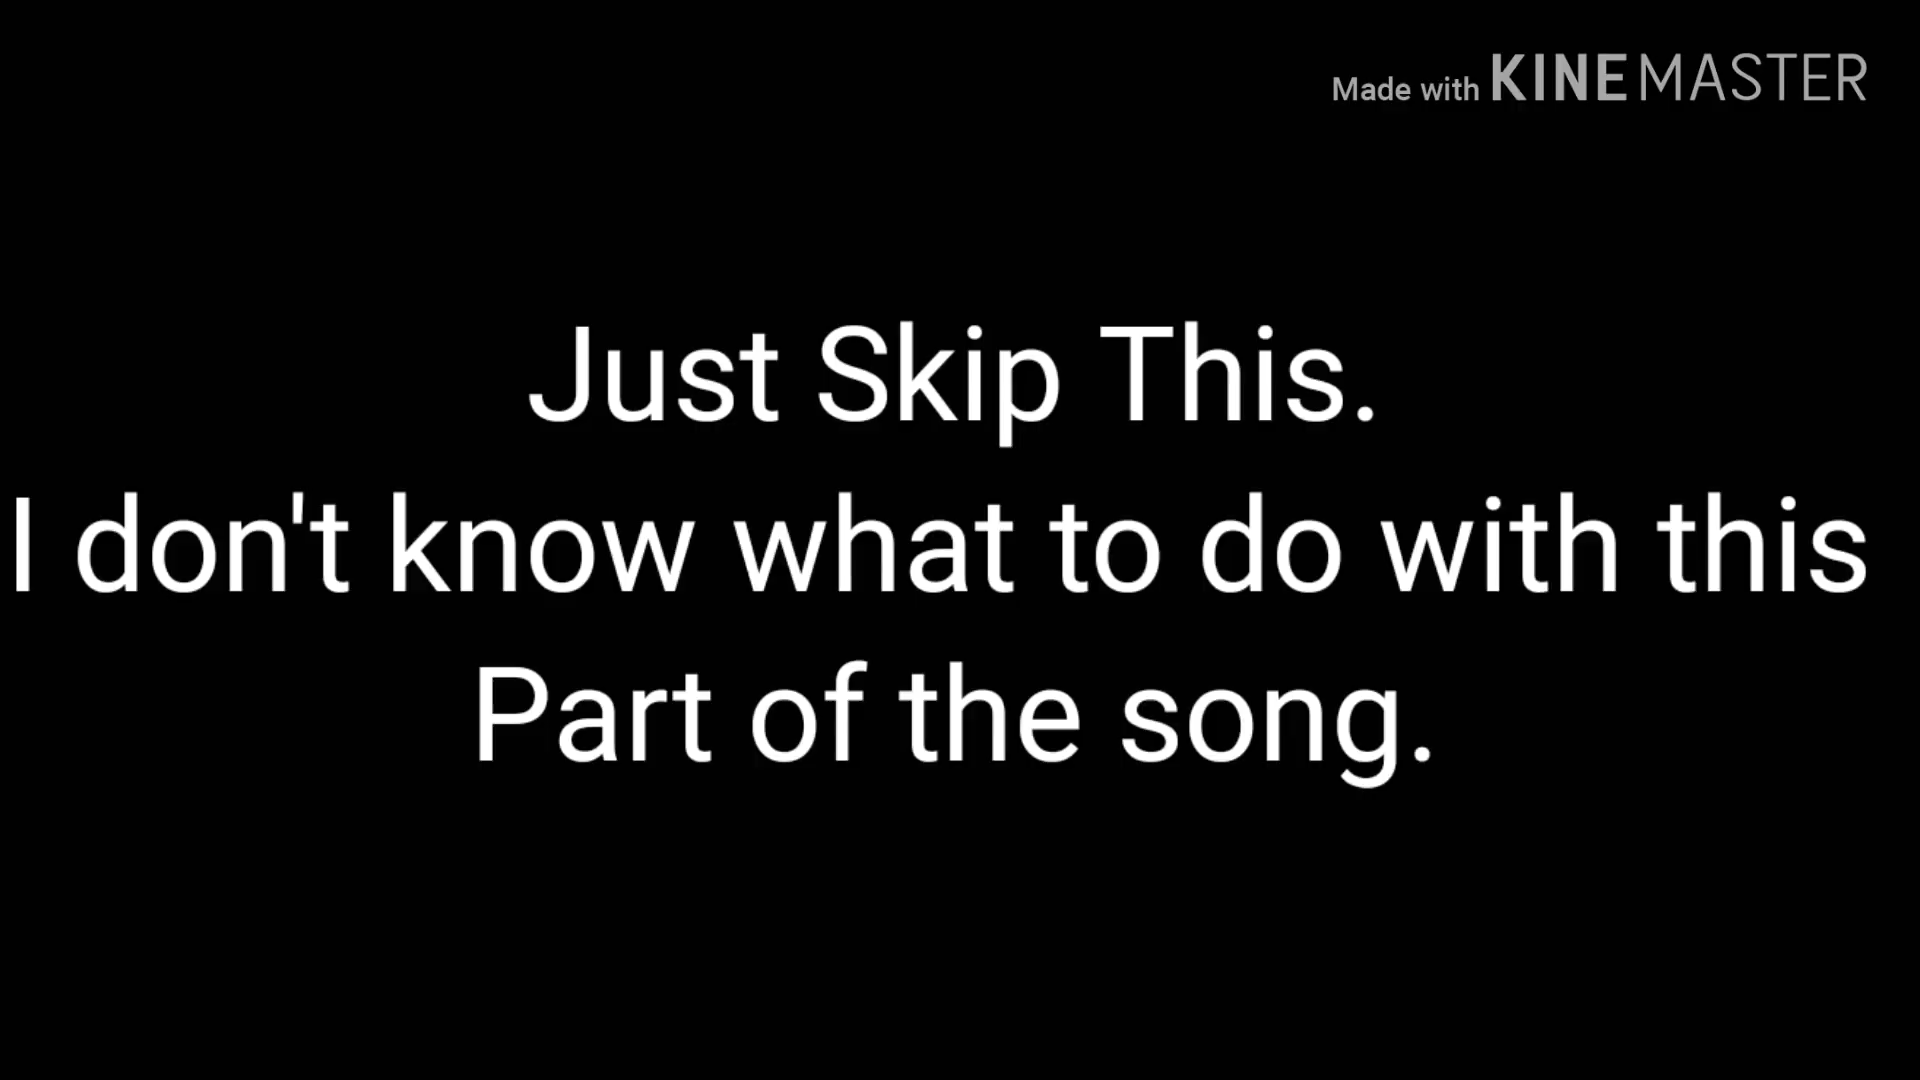 Made with KINEMASTER
Just Skip This.
I don't know what to do with this
Part of the song.